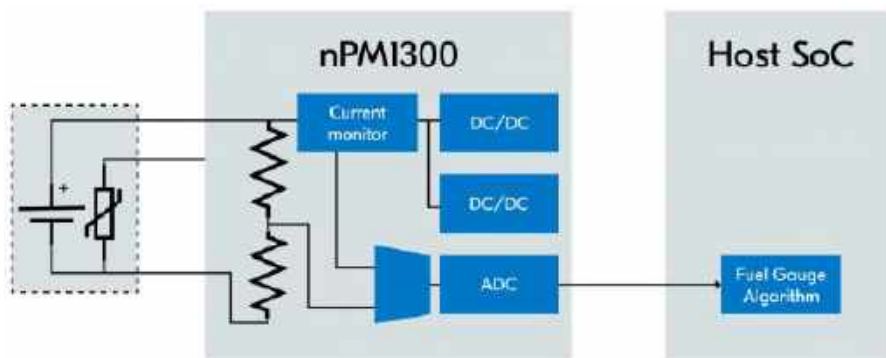 nPM1300
Host SoC
Current
monitor
DC/DC
DC/DC
+
ADC
Fuel Gauge
Algorithm